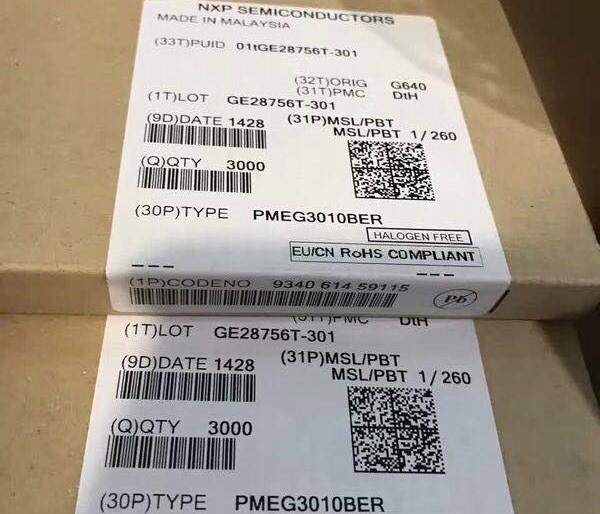 NXP SEMICONDUCTORS
MADE IN MALAYSIA
(33T)PUID 01tGE28756T-301
(32T)ORIG G640
(31T)PMC DtH
(1T)LOT GE28756T-301
(9D)DATE 1428 (31P)MSL/PBT
MSL/PBT 1/260
(Q)QTY 3000
(30P)TYPE PMEG3010BER
HALOGEN FREE
EU/CN RoHS COMPLIANT
(1P)CODENO 9340 614 59115
Pb
(31T)PMC DtH
(1T)LOT GE28756T-301
(9D)DATE 1428 (31P)MSL/PBT
MSL/PBT 1/260
(Q)QTY 3000
(30P)TYPE PMEG3010BER